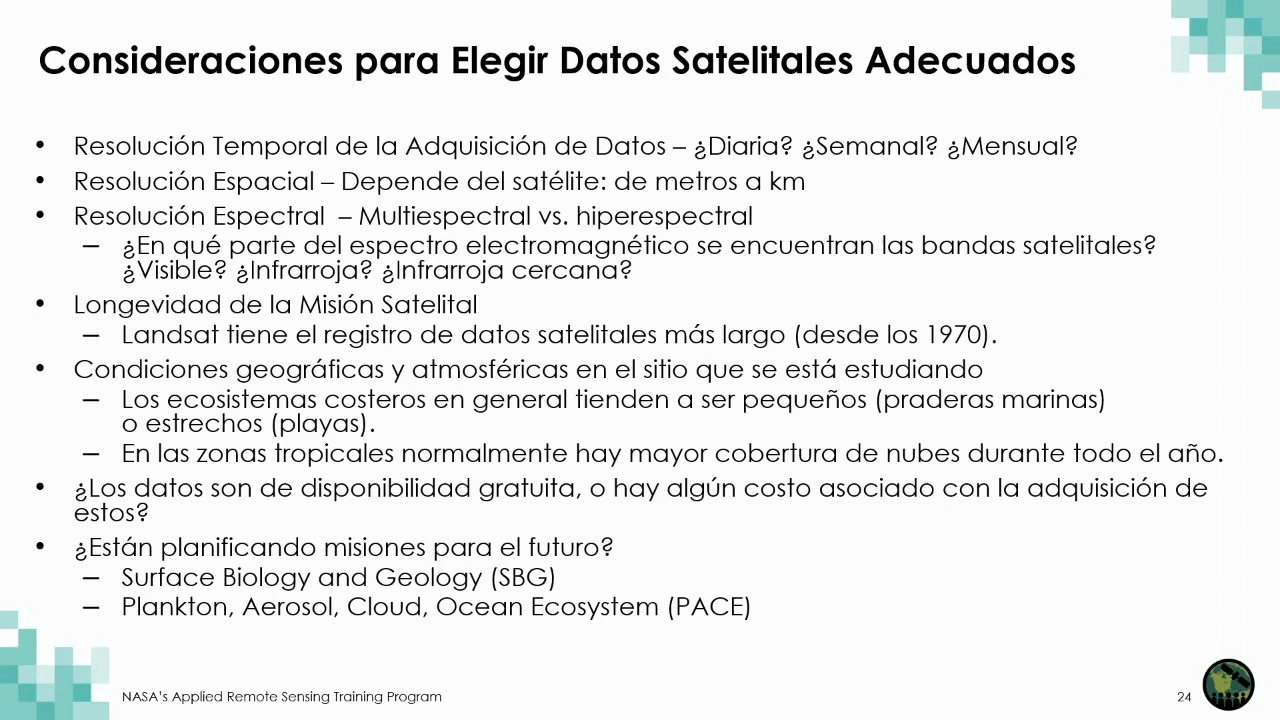 Consideraciones para Elegir Datos Satelitales Adecuados
• Resolución Temporal de la Adquisición de Datos – ¿Diaria? ¿Semanal? ¿Mensual?
• Resolución Espacial – Depende del satélite: de metros a km
• Resolución Espectral – Multiespectral vs. hiperespectral
– ¿En qué parte del espectro electromagnético se encuentran las bandas satelitales?
¿Visible? ¿Infrarroja? ¿Infrarroja cercana?
• Longevidad de la Misión Satelital
– Landsat tiene el registro de datos satelitales más largo (desde los 1970).
• Condiciones geográficas y atmosféricas en el sitio que se está estudiando
– Los ecosistemas costeros en general tienden a ser pequeños (praderas marinas)
o estrechos (playas).
– En las zonas tropicales normalmente hay mayor cobertura de nubes durante todo el año.
• ¿Los datos son de disponibilidad gratuita, o hay algún costo asociado con la adquisición de
estos?
• ¿Están planificando misiones para el futuro?
– Surface Biology and Geology (SBG)
– Plankton, Aerosol, Cloud, Ocean Ecosystem (PACE)
NASA's Applied Remote Sensing Training Program
24